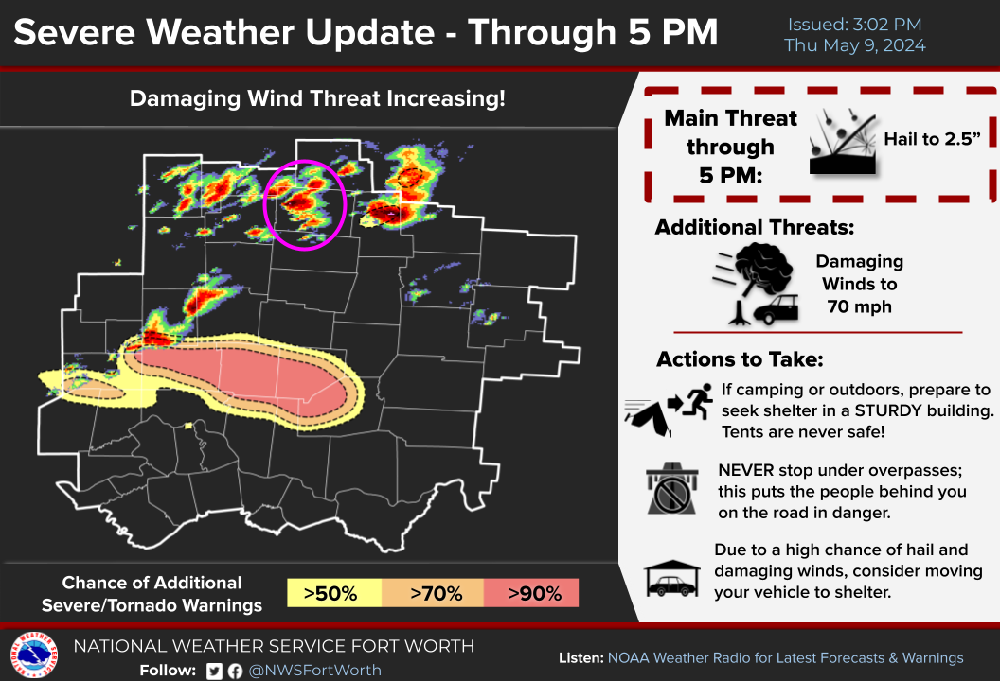 Severe Weather Update - Through 5 PM
Issued: 3:02 PM
Thu May 9, 2024
Damaging Wind Threat Increasing!
Main Threat
through
5 PM:
Hail to 2.5”
Additional Threats:
Damaging
Winds to
70 mph
Actions to Take:
If camping or outdoors, prepare to
seek shelter in a STURDY building.
Tents are never safe!
NEVER stop under overpasses;
this puts the people behind you
on the road in danger.
Due to a high chance of hail and
damaging winds, consider moving
your vehicle to shelter.
Chance of Additional
Severe/Tornado Warnings
>50%
>70%
>90%
NATIONAL WEATHER SERVICE
NATIONAL WEATHER SERVICE FORT WORTH
Follow: @NWSFortWorth
Listen: NOAA Weather Radio for Latest Forecasts & Warnings